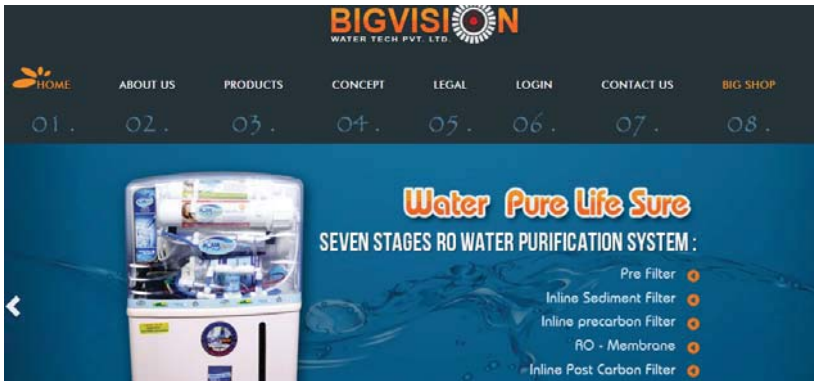 BIGVISION
WATER TECH PVT. LTD.
HOME ABOUT US PRODUCTS CONCEPT LEGAL LOGIN CONTACT US BIG SHOP
01. 02. 03. 04. 05. 06. 07. 08.
Water Pure Life Sure
SEVEN STAGES RO WATER PURIFICATION SYSTEM :
Pre Filter
Inline Sediment Filter
Inline precarbon Filter
RO - Membrane
Inline Post Carbon Filter